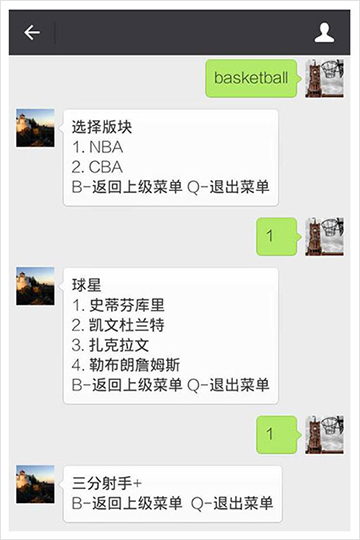 basketball
选择版块
1. NBA
2. CBA
B-返回上级菜单 Q-退出菜单
1
球星
1. 史蒂芬库里
2. 凯文杜兰特
3. 扎克拉文
4. 勒布朗詹姆斯
B-返回上级菜单 Q-退出菜单
1
三分射手+
B-返回上级菜单 Q-退出菜单